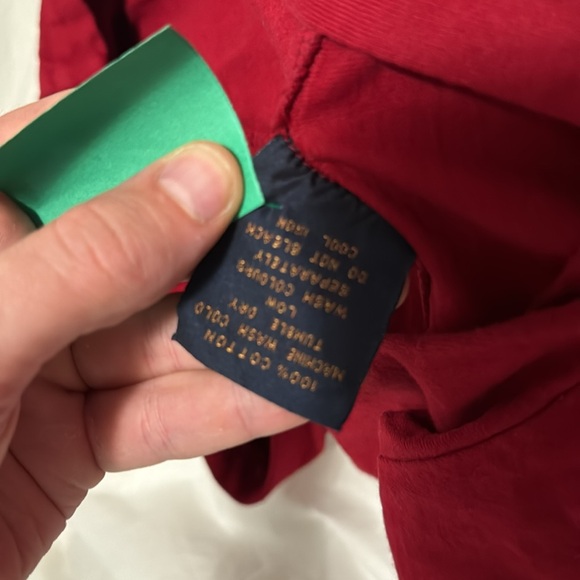 100% COTTON
MACHINE WASH COLD
TUMBLE DRY
LOW
WASH COLOURS
SEPARATELY
DO NOT BLEACH
COOL IRON